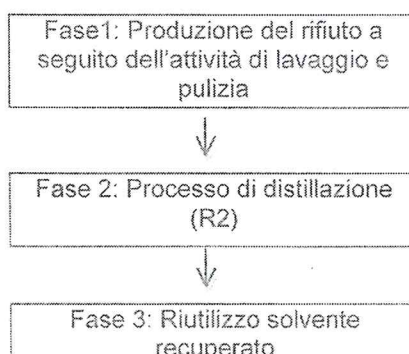 Fase1: Produzione del rifiuto a
seguito dell'attività di lavaggio e
pulizia
Fase 2: Processo di distillazione
(R2)
Fase 3: Riutilizzo solvente
recuperato